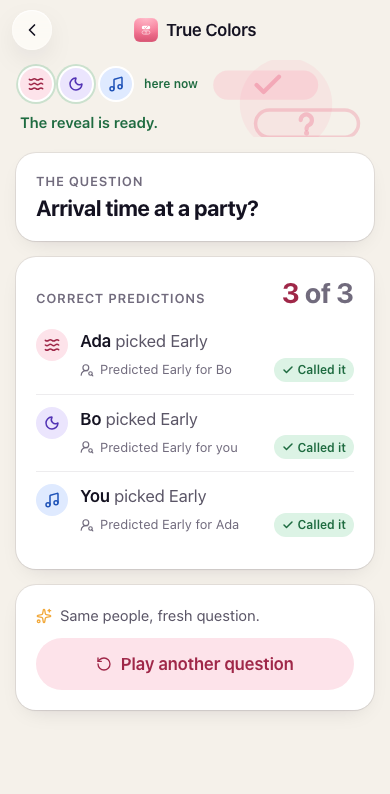 True Colors
here now
The reveal is ready.
?
THE QUESTION
Arrival time at a party?
CORRECT PREDICTIONS
3 of 3
Ada picked Early
Predicted Early for Bo
Called it
Bo picked Early
Predicted Early for you
Called it
You picked Early
Predicted Early for Ada
Called it
Same people, fresh question.
Play another question